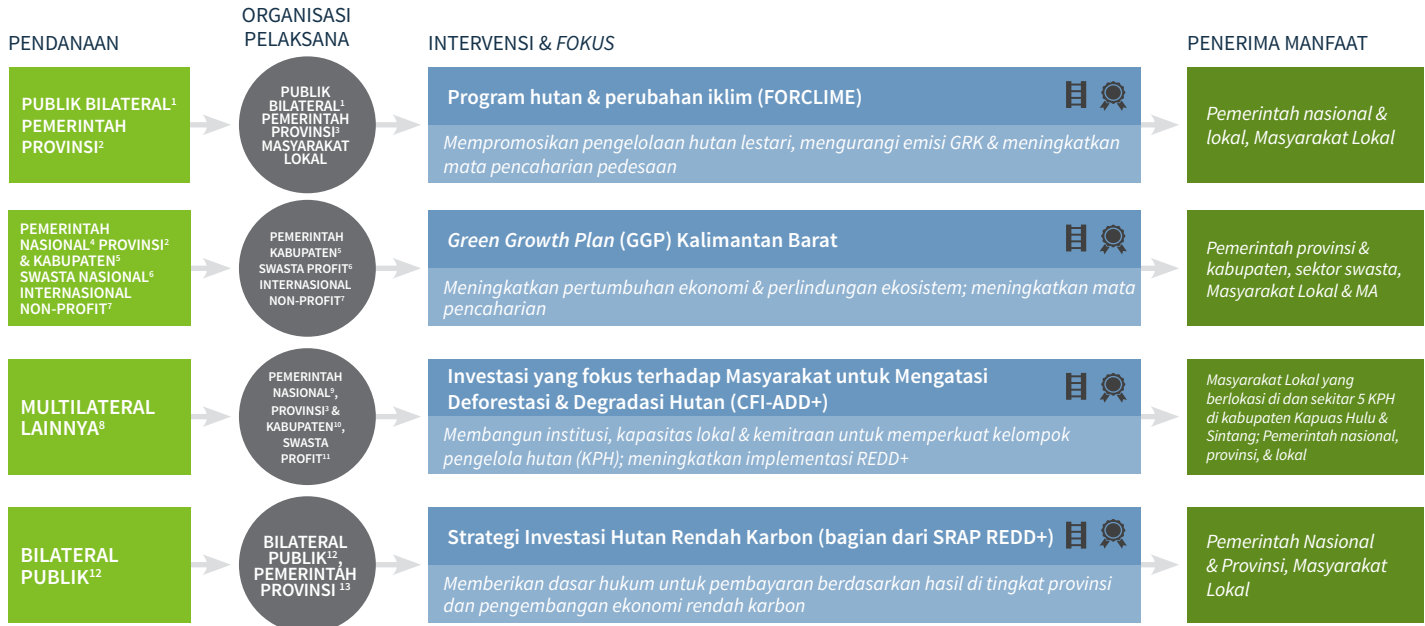 PENDANAAN
ORGANISASI
PELAKSANA
INTERVENSI & FOKUS
PENERIMA MANFAAT
PUBLIK BILATERAL¹
PEMERINTAH
PROVINSI²
PUBLIK
BILATERAL¹
PEMERINTAH
PROVINSI³
MASYARAKAT
LOKAL
Program hutan & perubahan iklim (FORCLIME)
Mempromosikan pengelolaan hutan lestari, mengurangi emisi GRK & meningkatkan
mata pencaharian pedesaan
Pemerintah nasional &
lokal, Masyarakat Lokal
PEMERINTAH
NASIONAL⁴ PROVINSI²
& KABUPATEN⁵
SWASTA NASIONAL⁶
INTERNASIONAL
NON-PROFIT⁷
PEMERINTAH
KABUPATEN⁵
SWASTA PROFIT⁶
INTERNASIONAL
NON-PROFIT⁷
Green Growth Plan (GGP) Kalimantan Barat
Meningkatkan pertumbuhan ekonomi & perlindungan ekosistem; meningkatkan mata
pencaharian
Pemerintah provinsi &
kabupaten, sektor swasta,
Masyarakat Lokal & MA
MULTILATERAL
LAINNYA⁸
PEMERINTAH
NASIONAL⁹,
PROVINSI³ &
KABUPATEN¹⁰,
SWASTA
PROFIT¹¹
Investasi yang fokus terhadap Masyarakat untuk Mengatasi
Deforestasi & Degradasi Hutan (CFI-ADD+)
Membangun institusi, kapasitas lokal & kemitraan untuk memperkuat kelompok
pengelola hutan (KPH); meningkatkan implementasi REDD+
Masyarakat Lokal yang
berlokasi di dan sekitar 5 KPH
di kabupaten Kapuas Hulu &
Sintang; Pemerintah nasional,
provinsi, & lokal
BILATERAL
PUBLIK¹²
BILATERAL
PUBLIK¹²,
PEMERINTAH
PROVINSI ¹³
Strategi Investasi Hutan Rendah Karbon (bagian dari SRAP REDD+)
Memberikan dasar hukum untuk pembayaran berdasarkan hasil di tingkat provinsi
dan pengembangan ekonomi rendah karbon
Pemerintah Nasional
& Provinsi, Masyarakat
Lokal